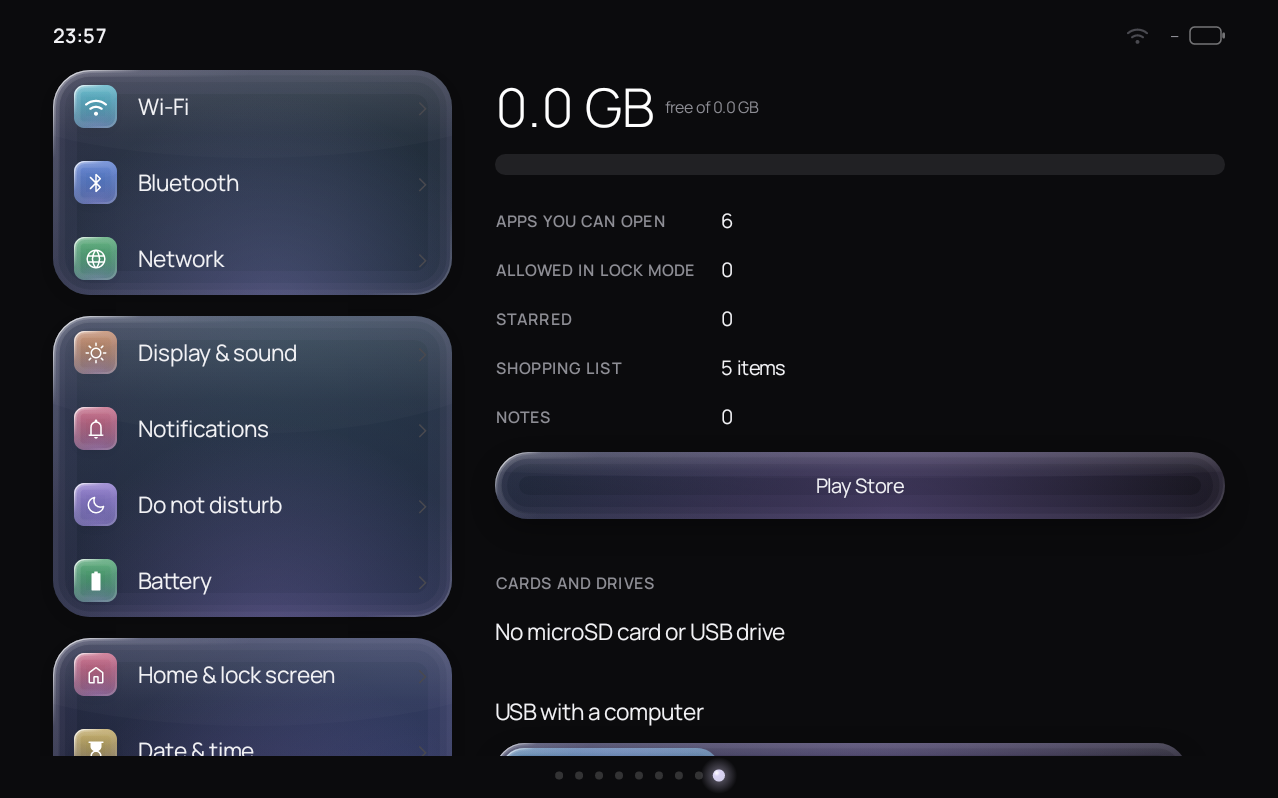 23:57
–
Wi-Fi
Bluetooth
Network
Display & sound
Notifications
Do not disturb
Battery
Home & lock screen
Date & time
0.0 GB free of 0.0 GB
APPS YOU CAN OPEN 6
ALLOWED IN LOCK MODE 0
STARRED 0
SHOPPING LIST 5 items
NOTES 0
Play Store
CARDS AND DRIVES
No microSD card or USB drive
USB with a computer